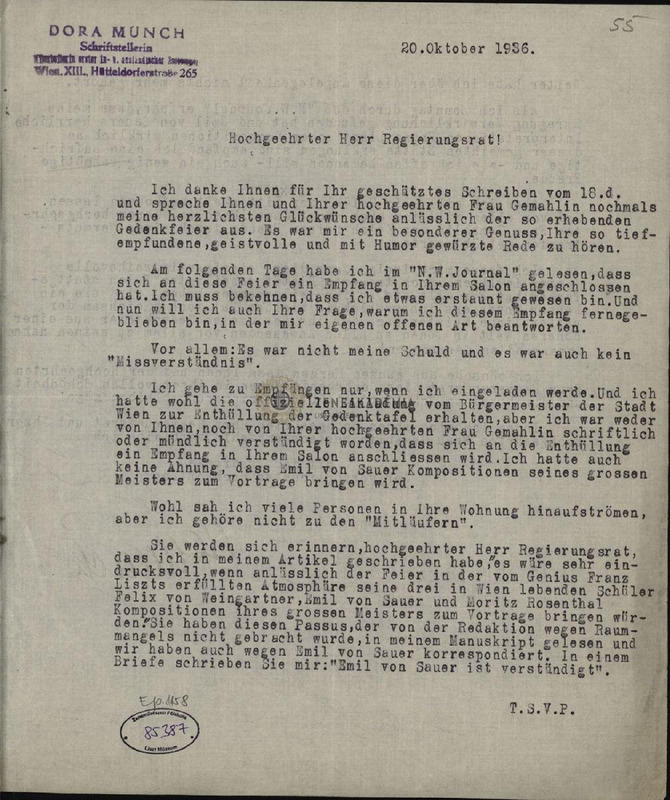 55
DORA MÜNCH
Schriftstellerin
Mitarbeiterin erster in- u. ausländischer Zeitungen
Wien, XIII., Hütteldorferstraße 265
20.Oktober 1936.
Hochgeehrter Herr Regierungsrat!
Ich danke Ihnen für Ihr geschätztes Schreiben vom 18.d.
und spreche Ihnen und Ihrer hochgeehrten Frau Gemahlin nochmals
meine herzlichsten Glückwünsche anlässlich der so erhebenden
Gedenkfeier aus. Es war mir ein besonderer Genuss,Ihre so tief-
empfundene,geistvolle und mit Humor gewürzte Rede zu hören.
Am folgenden Tage habe ich im "N.W.Journal" gelesen,dass
sich an diese Feier ein Empfang in Ihrem Salon angeschlossen
hat.Ich muss bekennen,dass ich etwas erstaunt gewesen bin.Und
nun will ich auch Ihre Frage,warum ich diesem Empfang fernge-
blieben bin,in der mir eigenen offenen Art beantworten.
Vor allem:Es war nicht meine Schuld und es war auch kein
"Missverständnis".
Ich gehe zu Empfängen nur,wenn ich eingeladen werde.Und ich
hatte wohl die offizielle Einladung vom Bürgermeister der Stadt
Wien zur Enthüllung der Gedenktafel erhalten,aber ich war weder
von Ihnen,noch von Ihrer hochgeehrten Frau Gemahlin schriftlich
oder mündlich verständigt worden,dass sich an die Enthüllung
ein Empfang in Ihrem Salon anschliessen wird.Ich hatte auch
keine Ahnung, dass Emil von Sauer Kompositionen seines grossen
Meisters zum Vortrage bringen wird.
Wohl sah ich viele Personen in Ihre Wohnung hinaufströmen,
aber ich gehöre nicht zu den "Mitläufern".
Sie werden sich erinnern,hochgeehrter Herr Regierungsrat,
dass ich in meinem Artikel geschrieben habe,"es wäre sehr ein-
drucksvoll,wenn anlässlich der Feier in der vom Genius Franz
Liszts erfüllten Atmosphäre seine drei in Wien lebenden Schüler
Felix von Weingartner,Emil von Sauer und Moritz Rosenthal
Kompositionen ihres grossen Meisters zum Vortrage bringen wür-
den."Sie haben diesen Passus,der von der Redaktion wegen Raum-
mangels nicht gebracht wurde,in meinem Manuskript gelesen und
wir haben auch wegen Emil von Sauer korrespondiert. In einem
Briefe schrieben Sie mir:"Emil von Sauer ist verständigt".
T.S.V.P.
85387
Liszt Museum